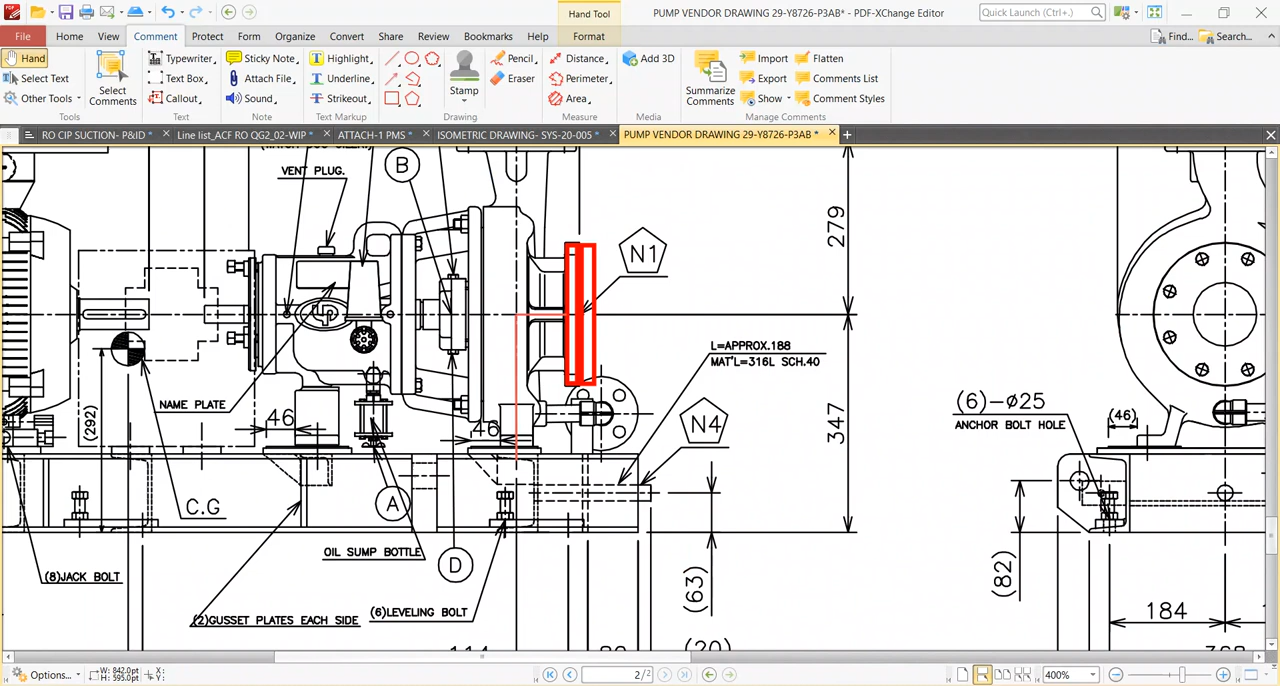 Hand Tool
PUMP VENDOR DRAWING 29-Y8726-P3AB* - PDF-XChange Editor
Quick Launch (Ctrl+.)
File Home View Comment Protect Form Organize Convert Share Review Bookmarks Help Format
Find... Search...
Hand
Select Text
Other Tools
Tools
Select Comments
Typewriter
Text Box
Callout
Text
Sticky Note
Attach File
Sound
Highlight
Underline
Strikeout
Text Markup
Drawing
Stamp
Pencil
Eraser
Distance
Perimeter
Area
Measure
Add 3D
Media
Summarize Comments
Import
Export
Show
Flatten
Comments List
Comment Styles
Manage Comments
RO CIP SUCTION- P&ID *
Line list_ACF RO QG2_02-WIP *
ATTACH-1 PMS *
ISOMETRIC DRAWING- SYS-20-005 *
PUMP VENDOR DRAWING 29-Y8726-P3AB *
VENT PLUG.
B
N1
279
L=APPROX.188
MAT'L=316L SCH.40
NAME PLATE
(292)
46
46
N4
347
(6)-ø25
ANCHOR BOLT HOLE
(46)
C.G
A
OIL SUMP BOTTLE
D
(8)JACK BOLT
(2)GUSSET PLATES EACH SIDE
(6)LEVELING BOLT
(63)
(82)
184
114
(20)
368
Options...
W: 842.0pt
H: 595.0pt
X:
Y:
2/2
400%